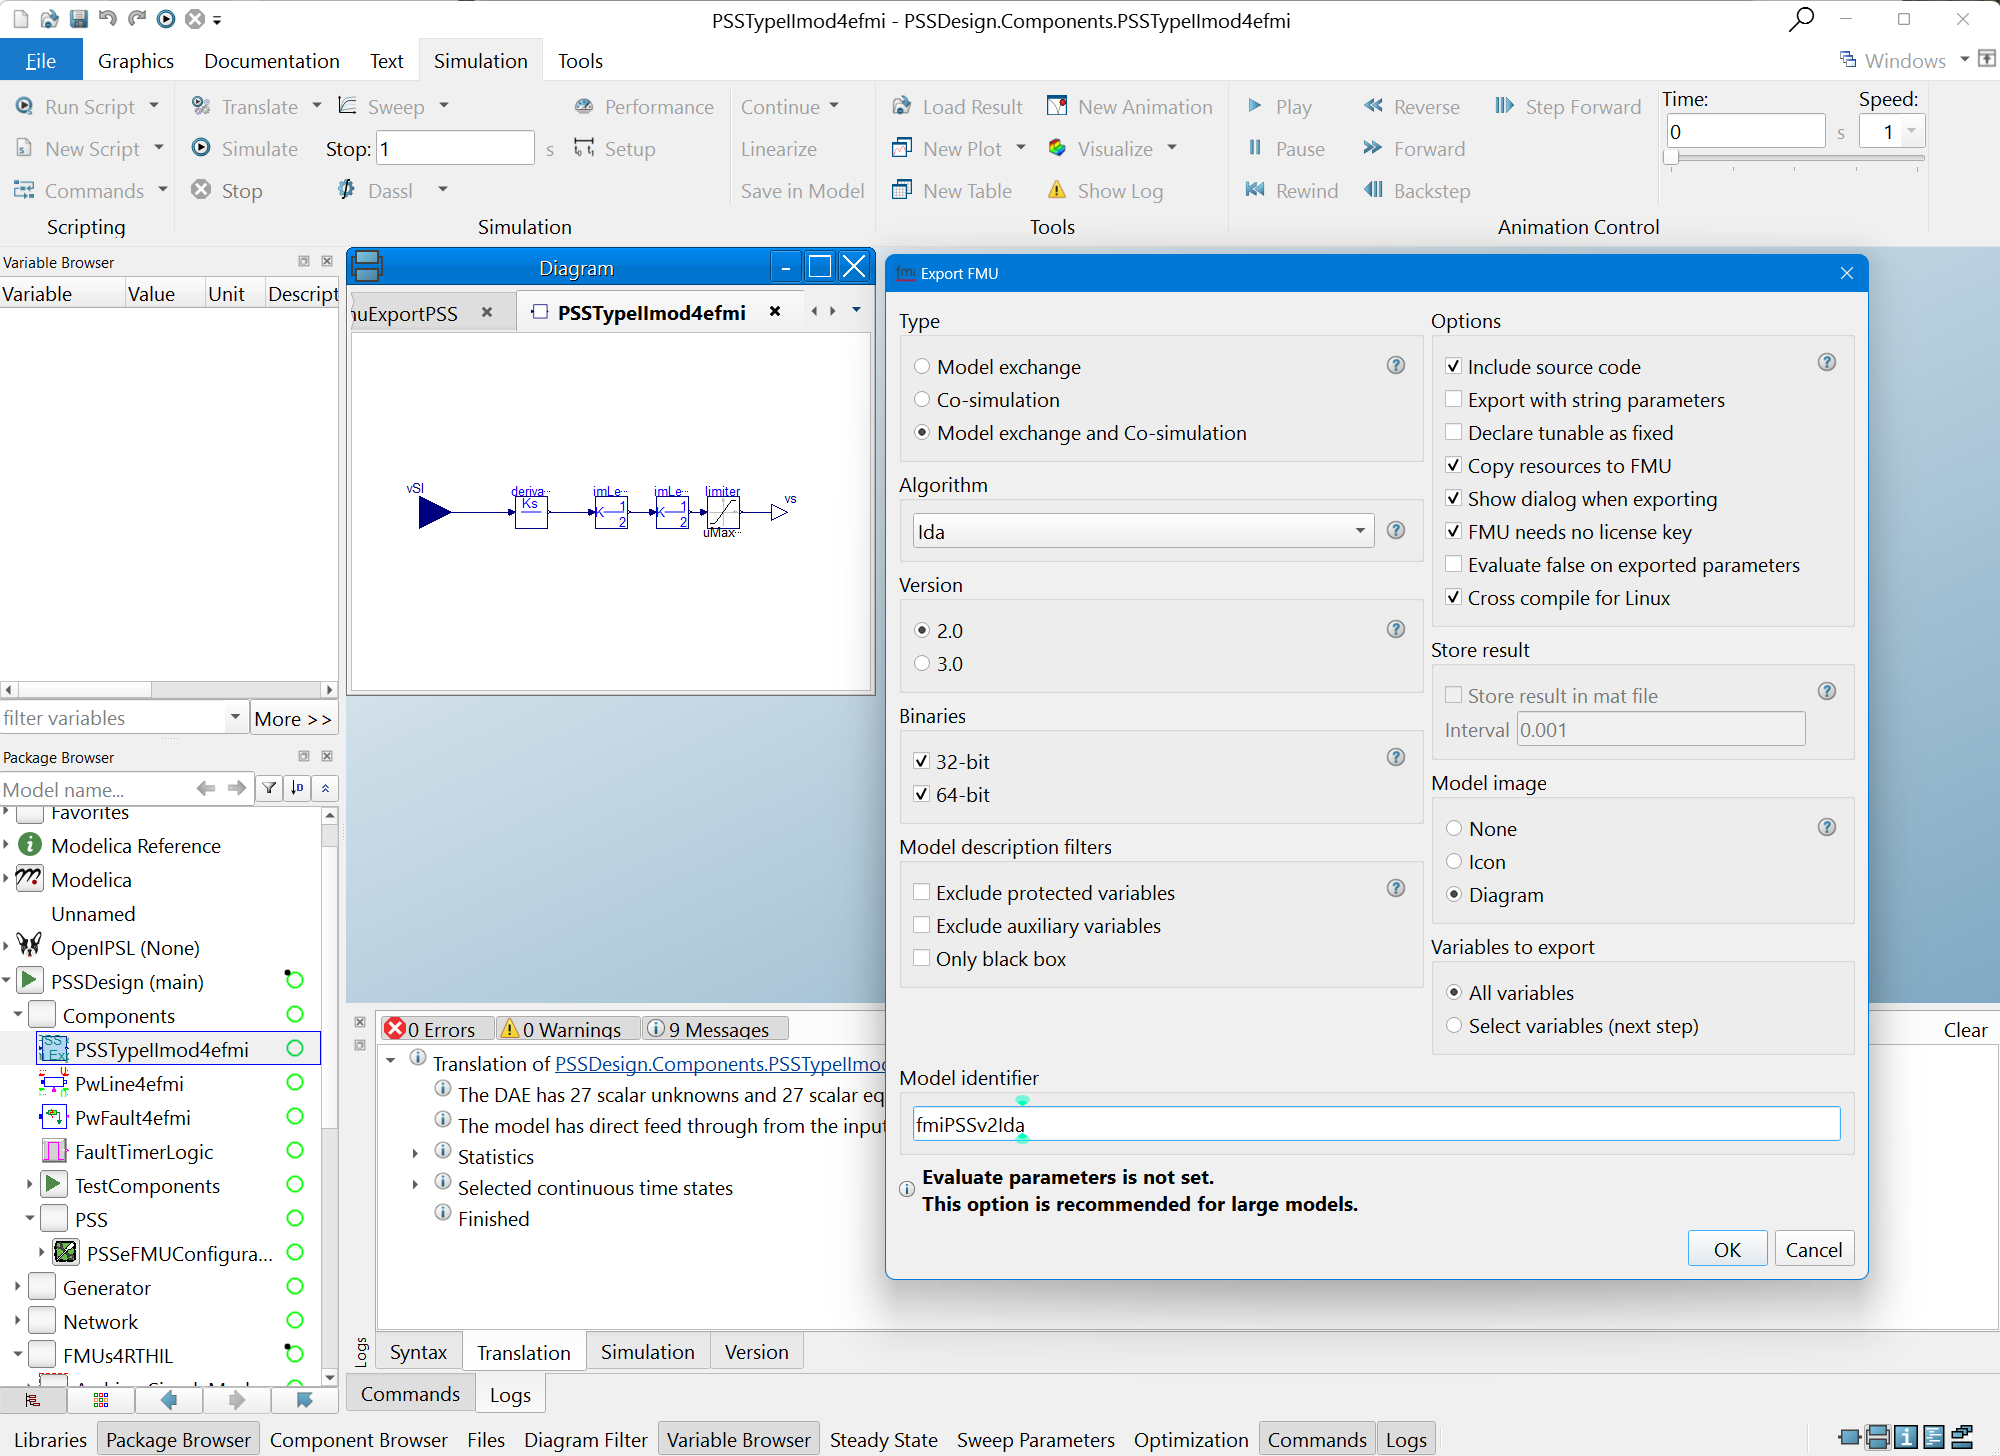 PSSTypeIImod4efmi - PSSDesign.Components.PSSTypeIImod4efmi
File Graphics Documentation Text Simulation Tools Windows
Run Script Translate Sweep Performance Continue Load Result New Animation Play Reverse Step Forward Time: Speed:
New Script Simulate Stop: 1 s Setup Linearize New Plot Visualize Pause Forward 0 s 1
Commands Stop Dassl Save in Model New Table Show Log Rewind Backstep
Scripting Simulation Tools Animation Control
Variable Browser
Variable Value Unit Descript
filter variables More >>
Package Browser
Model name...
Favorites
Modelica Reference
Modelica
Unnamed
OpenIPSL (None)
PSSDesign (main)
Components
PSSTypeIImod4efmi
PwLine4efmi
PwFault4efmi
FaultTimerLogic
TestComponents
PSS
PSSeFMUConfigura...
Generator
Network
FMUs4RTHIL
Diagram
uExportPSS PSSTypeIImod4efmi
vSI deriva... imLe... imLe... limiter vs
Ks K 1 2 K 1 2
uMax...
Export FMU
Type
Model exchange
Co-simulation
Model exchange and Co-simulation
Algorithm
Ida
Version
2.0
3.0
Binaries
32-bit
64-bit
Model description filters
Exclude protected variables
Exclude auxiliary variables
Only black box
Options
Include source code
Export with string parameters
Declare tunable as fixed
Copy resources to FMU
Show dialog when exporting
FMU needs no license key
Evaluate false on exported parameters
Cross compile for Linux
Store result
Store result in mat file
Interval 0.001
Model image
None
Icon
Diagram
Variables to export
All variables
Select variables (next step)
Model identifier
fmiPSSv2Ida
Evaluate parameters is not set.
This option is recommended for large models.
OK Cancel
0 Errors 0 Warnings 9 Messages Clear
Translation of PSSDesign.Components.PSSTypeIImod
The DAE has 27 scalar unknowns and 27 scalar eq
The model has direct feed through from the input
Statistics
Selected continuous time states
Finished
Logs
Syntax Translation Simulation Version
Commands Logs
Libraries Package Browser Component Browser Files Diagram Filter Variable Browser Steady State Sweep Parameters Optimization Commands Logs